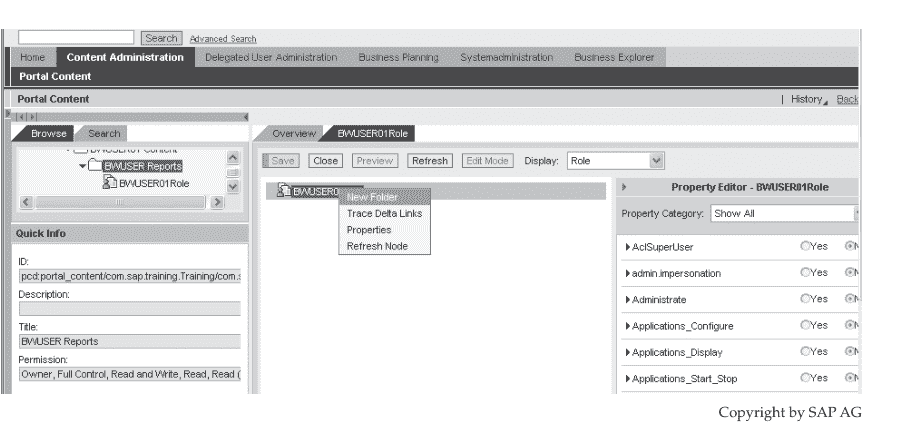 Search Advanced Search
Home Content Administration Delegated User Administration Business Planning Systemadministration Business Explorer
Portal Content
Portal Content | History Back
Browse Search
Overview BWUSER01Role
BWUSER01 Content
BWUSER Reports
BWUSER01Role
Save Close Preview Refresh Edit Mode Display: Role
New Folder
Trace Delta Links
Properties
Refresh Node
Quick Info
ID:
pcd:portal_content/com.sap.training.Training/com.
Description:
Title:
BWUSER Reports
Permission:
Owner, Full Control, Read and Write, Read, Read (
Property Editor - BWUSER01Role
Property Category: Show All
AclSuperUser Yes
admin.impersonation Yes
Administrate Yes
Applications_Configure Yes
Applications_Display Yes
Applications_Start_Stop Yes
Copyright by SAP AG